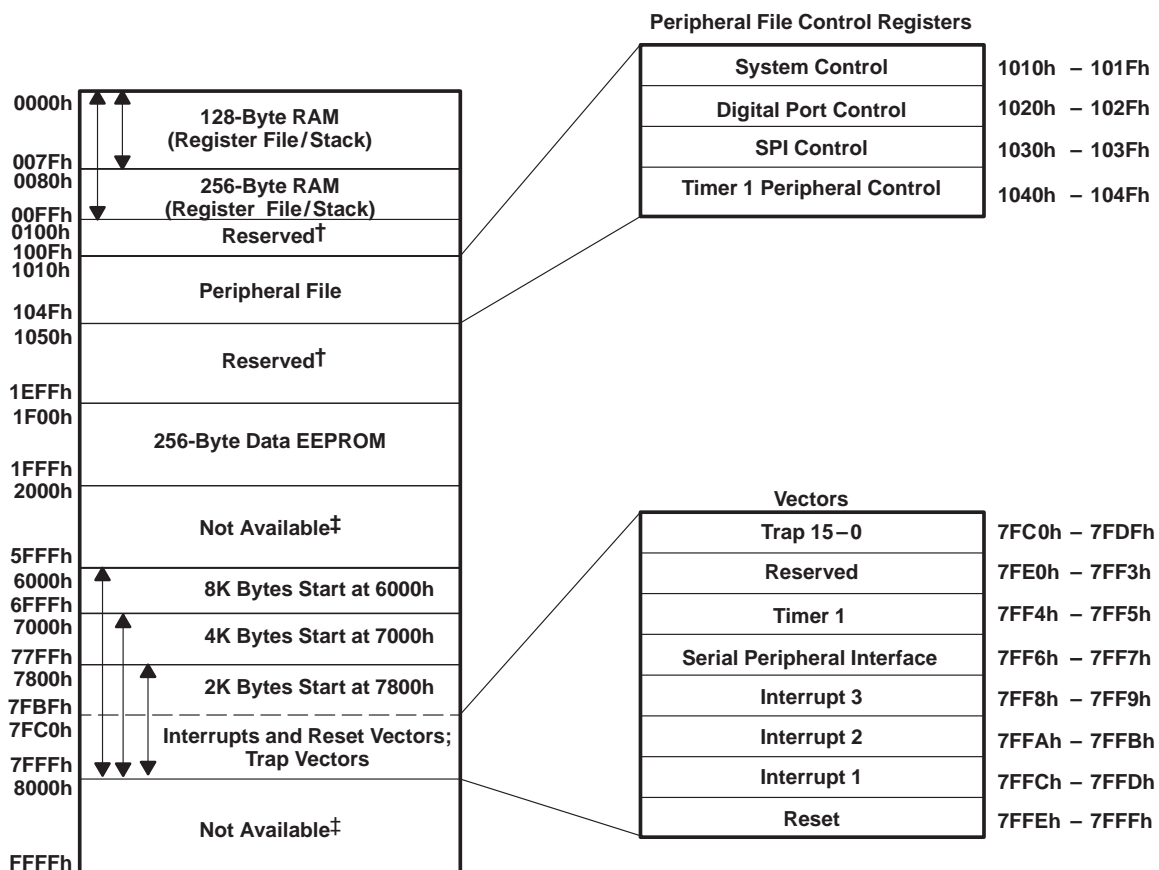 Peripheral File Control Registers
System Control
1010h – 101Fh
Digital Port Control
1020h – 102Fh
SPI Control
1030h – 103Fh
Timer 1 Peripheral Control
1040h – 104Fh
0000h
128-Byte RAM
(Register File/Stack)
007Fh
0080h
256-Byte RAM
(Register File/Stack)
00FFh
0100h
Reserved†
100Fh
1010h
Peripheral File
104Fh
1050h
Reserved†
1EFFh
1F00h
256-Byte Data EEPROM
1FFFh
2000h
Not Available‡
5FFFh
6000h
8K Bytes Start at 6000h
6FFFh
7000h
4K Bytes Start at 7000h
77FFh
7800h
2K Bytes Start at 7800h
7FBFh
7FC0h
Interrupts and Reset Vectors;
Trap Vectors
7FFFh
8000h
Not Available‡
FFFFh
Vectors
Trap 15–0
7FC0h – 7FDFh
Reserved
7FE0h – 7FF3h
Timer 1
7FF4h – 7FF5h
Serial Peripheral Interface
7FF6h – 7FF7h
Interrupt 3
7FF8h – 7FF9h
Interrupt 2
7FFAh – 7FFBh
Interrupt 1
7FFCh – 7FFDh
Reset
7FFEh – 7FFFh